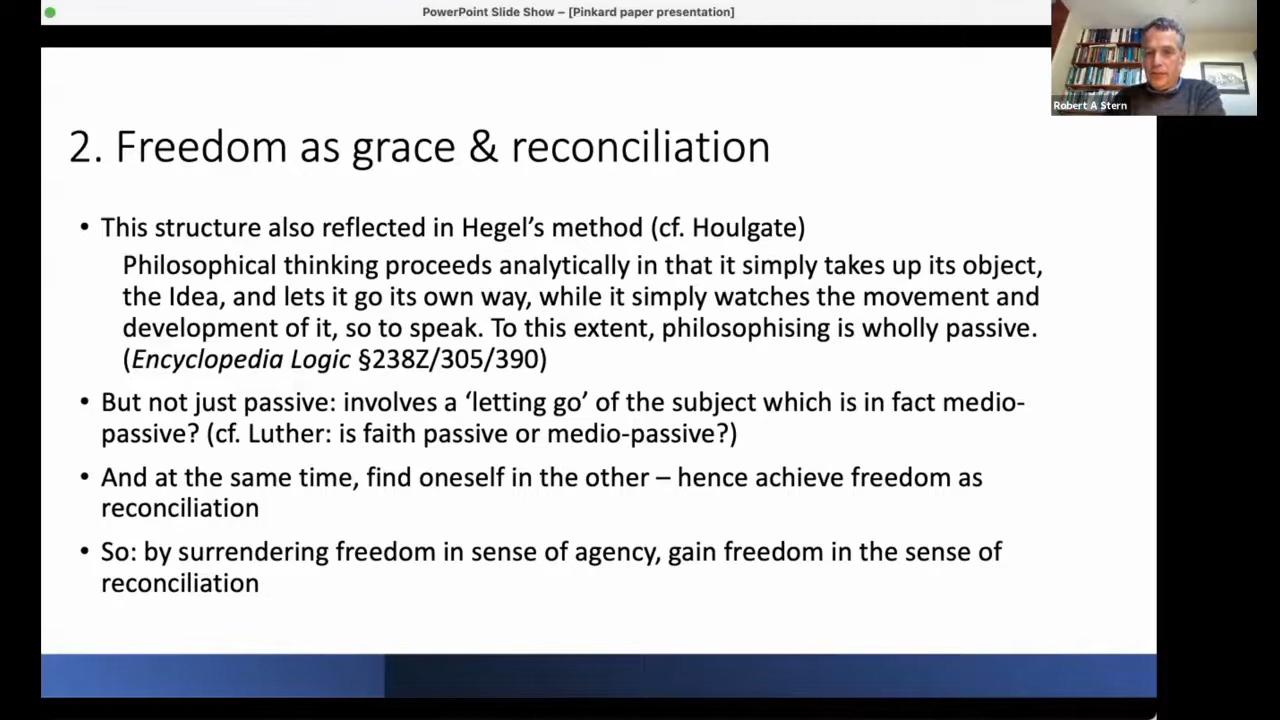 PowerPoint Slide Show – [Pinkard paper presentation]
Robert A Stern
2. Freedom as grace & reconciliation
• This structure also reflected in Hegel’s method (cf. Houlgate)
Philosophical thinking proceeds analytically in that it simply takes up its object,
the Idea, and lets it go its own way, while it simply watches the movement and
development of it, so to speak. To this extent, philosophising is wholly passive.
(Encyclopedia Logic §238Z/305/390)
• But not just passive: involves a ‘letting go’ of the subject which is in fact medio-
passive? (cf. Luther: is faith passive or medio-passive?)
• And at the same time, find oneself in the other – hence achieve freedom as
reconciliation
• So: by surrendering freedom in sense of agency, gain freedom in the sense of
reconciliation